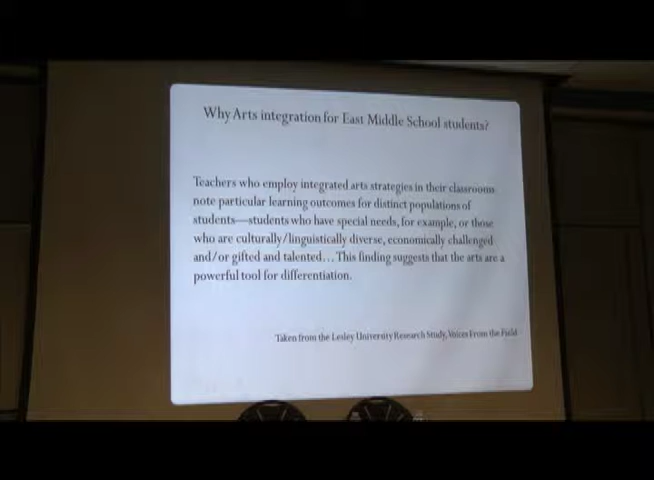 Why Arts integration for East Middle School students?
Teachers who employ integrated arts strategies in their classroom
note particular learning outcomes for distinct populations of
students—students who have special needs, for example, or those
who are culturally/linguistically diverse, economically challenged
and/or gifted and talented... This finding suggests that the arts are a
powerful tool for differentiation.
Taken from the Lesley University Research Study, Voices From the Field